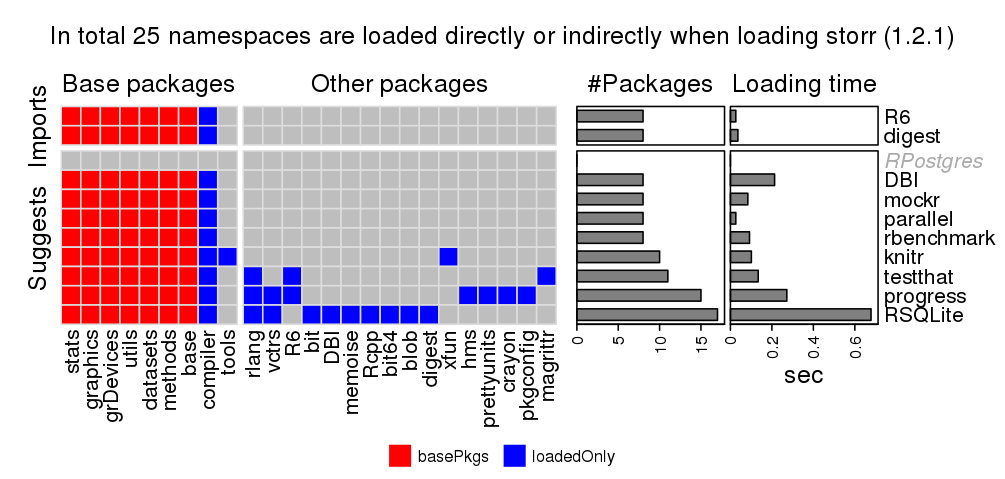 In total 25 namespaces are loaded directly or indirectly when loading storr (1.2.1)
Base packages
Other packages
#Packages
Loading time
Imports
Suggests
R6
digest
RPostgres
DBI
mockr
parallel
rbenchmark
knitr
testthat
progress
RSQLite
stats
graphics
grDevices
utils
datasets
methods
base
compiler
tools
rlang
vctrs
R6
bit
DBI
memoise
Rcpp
bit64
blob
digest
xfun
hms
prettyunits
crayon
pkgconfig
magrittr
0
5
10
15
0
0.2
0.4
0.6
sec
basePkgs
loadedOnly